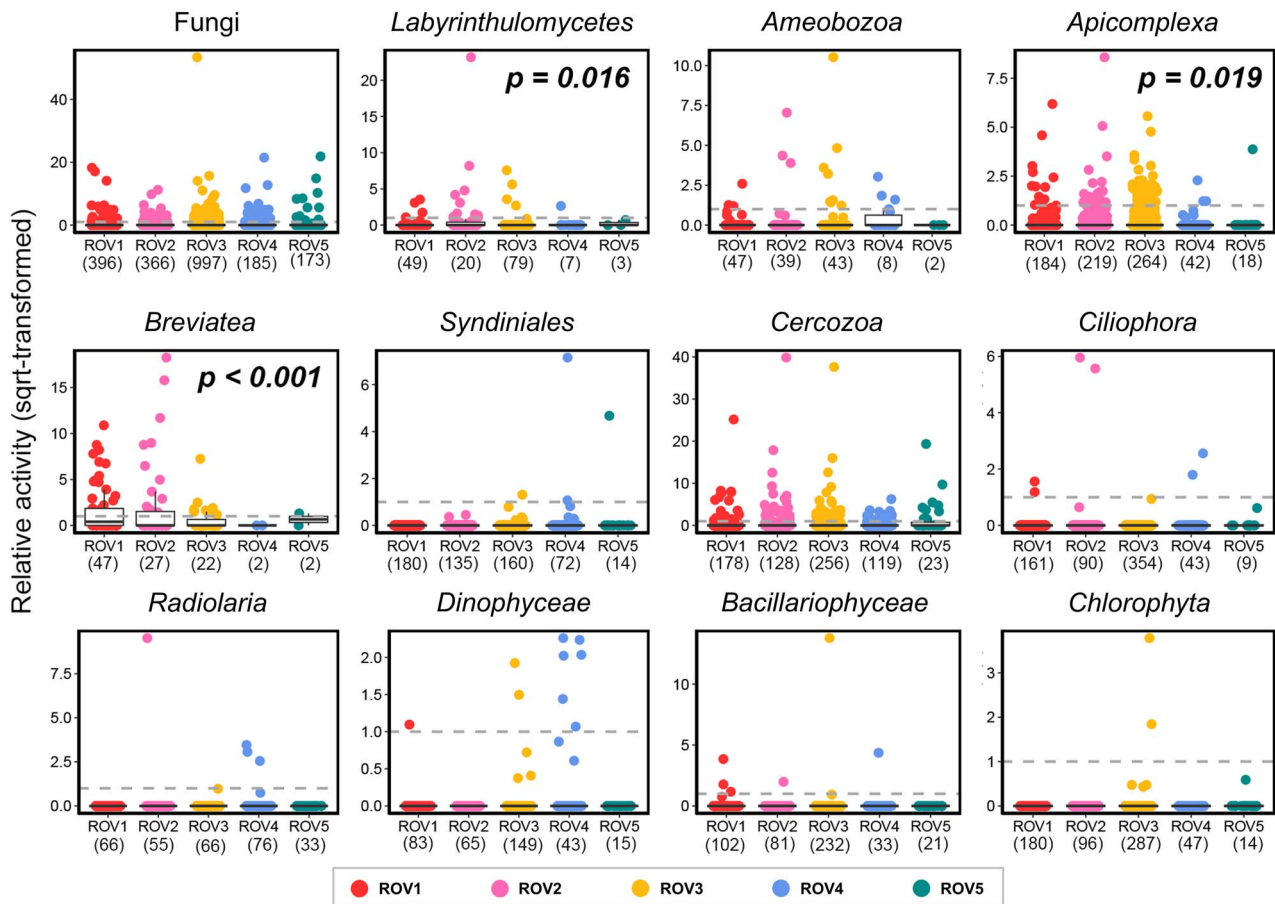 Fungi Labyrinthulomycetes Ameobozoa Apicomplexa
Relative activity (sqrt-transformed)
40
20
0
ROV1 ROV2 ROV3 ROV4 ROV5
(396) (366) (997) (185) (173)
p = 0.016
20
15
10
5
0
ROV1 ROV2 ROV3 ROV4 ROV5
(49) (20) (79) (7) (3)
10.0
7.5
5.0
2.5
0.0
ROV1 ROV2 ROV3 ROV4 ROV5
(47) (39) (43) (8) (2)
p = 0.019
7.5
5.0
2.5
0.0
ROV1 ROV2 ROV3 ROV4 ROV5
(184) (219) (264) (42) (18)
Breviatea Syndiniales Cercozoa Ciliophora
p < 0.001
15
10
5
0
ROV1 ROV2 ROV3 ROV4 ROV5
(47) (27) (22) (2) (2)
6
4
2
0
ROV1 ROV2 ROV3 ROV4 ROV5
(180) (135) (160) (72) (14)
40
30
20
10
0
ROV1 ROV2 ROV3 ROV4 ROV5
(178) (128) (256) (119) (23)
6
4
2
0
ROV1 ROV2 ROV3 ROV4 ROV5
(161) (90) (354) (43) (9)
Radiolaria Dinophyceae Bacillariophyceae Chlorophyta
7.5
5.0
2.5
0.0
ROV1 ROV2 ROV3 ROV4 ROV5
(66) (55) (66) (76) (33)
2.0
1.5
1.0
0.5
0.0
ROV1 ROV2 ROV3 ROV4 ROV5
(83) (65) (149) (43) (15)
10
5
0
ROV1 ROV2 ROV3 ROV4 ROV5
(102) (81) (232) (33) (21)
3
2
1
0
ROV1 ROV2 ROV3 ROV4 ROV5
(180) (96) (287) (47) (14)
ROV1 ROV2 ROV3 ROV4 ROV5